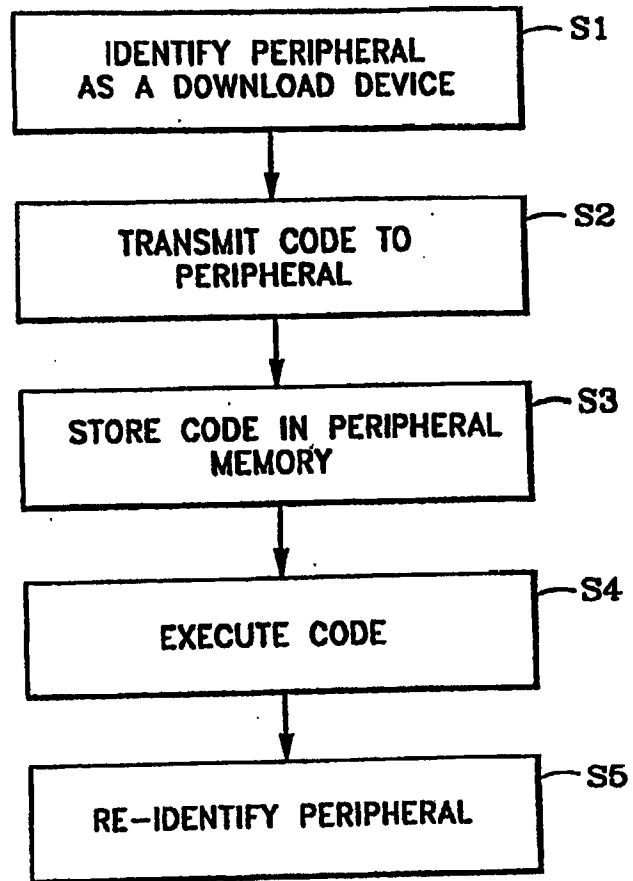 S1
IDENTIFY PERIPHERAL
AS A DOWNLOAD DEVICE
S2
TRANSMIT CODE TO
PERIPHERAL
S3
STORE CODE IN PERIPHERAL
MEMORY
S4
EXECUTE CODE
S5
RE-IDENTIFY PERIPHERAL